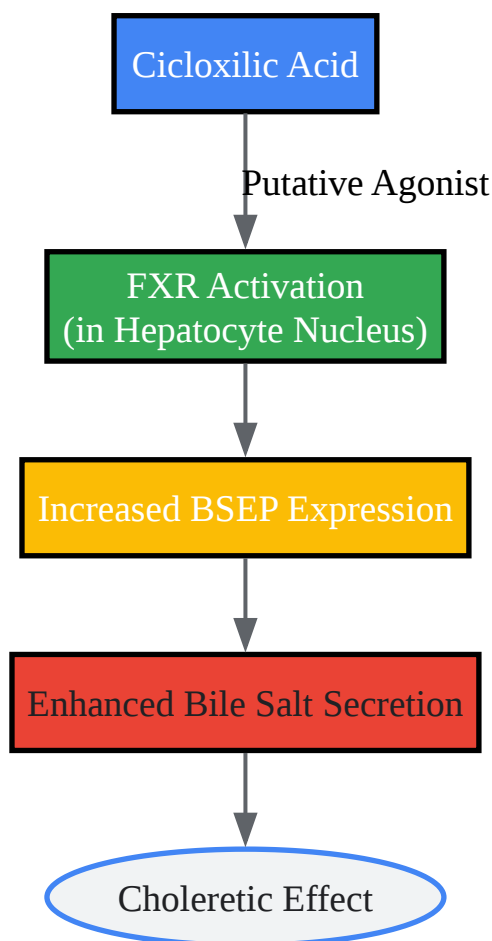 Cicloxilic Acid
Putative Agonist
FXR Activation
(in Hepatocyte Nucleus)
Increased BSEP Expression
Enhanced Bile Salt Secretion
Choleretic Effect